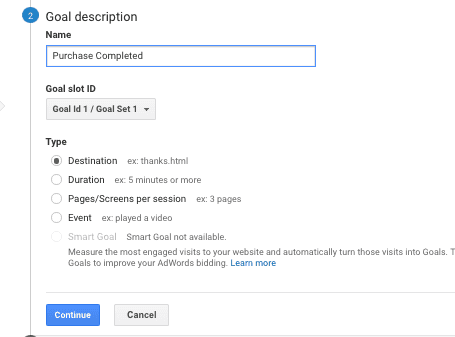 2 Goal description
Name
Purchase Completed
Goal slot ID
Goal Id 1 / Goal Set 1
Type
Destination ex: thanks.html
Duration ex: 5 minutes or more
Pages/Screens per session ex: 3 pages
Event ex: played a video
Smart Goal Smart Goal not available.
Measure the most engaged visits to your website and automatically turn those visits into Goals. T
Goals to improve your AdWords bidding. Learn more
Continue Cancel